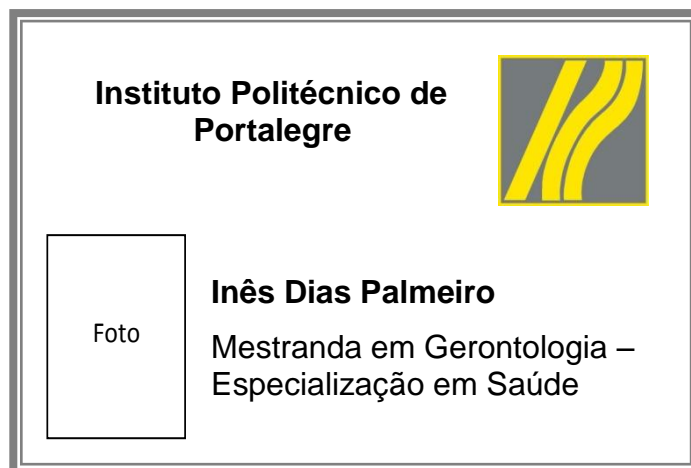 Instituto Politécnico de
Portalegre
Foto
Inês Dias Palmeiro
Mestranda em Gerontologia –
Especialização em Saúde